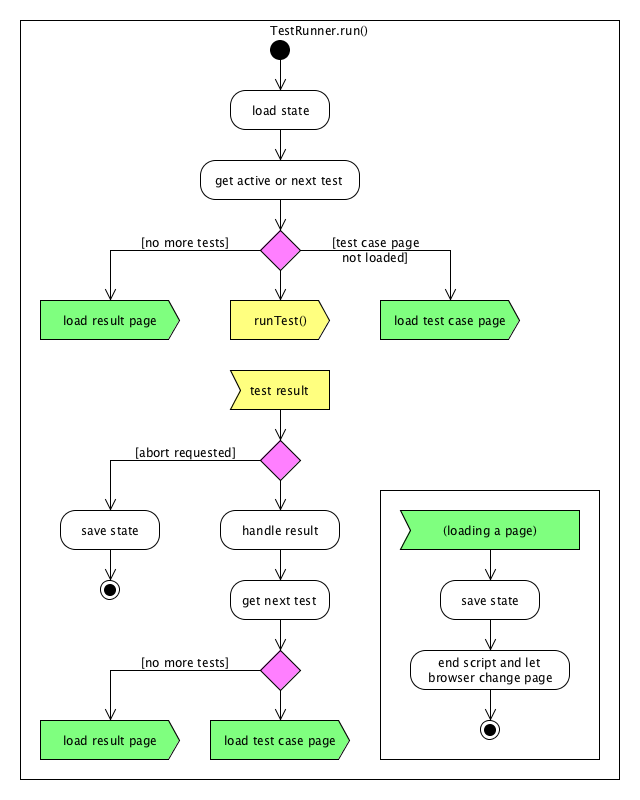 TestRunner.run()
load state
get active or next test
[no more tests]
[test case page
not loaded]
load result page
runTest()
load test case page
test result
[abort requested]
save state
handle result
get next test
[no more tests]
load result page
load test case page
(loading a page)
save state
end script and let
browser change page